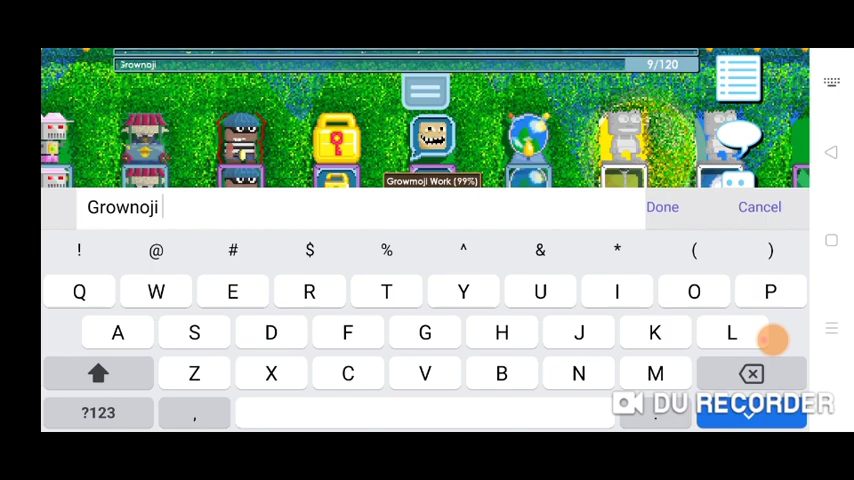 Grownoji
9/120
Growmoji Work (99%)
Grownoji
Done
Cancel
! @ # $ % ^ & * ( )
Q W E R T Y U I O P
A S D F G H J K L
Z X C V B N M
?123 , .
DU RECORDER